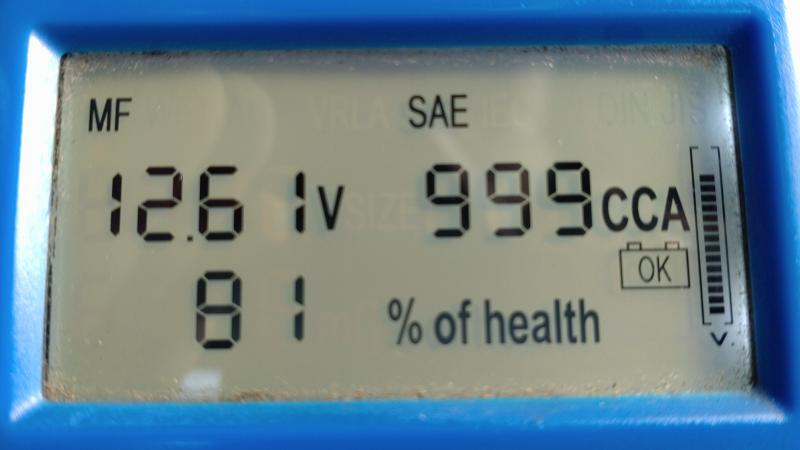 MF SAE
12.61V 999CCA
OK
81 % of health